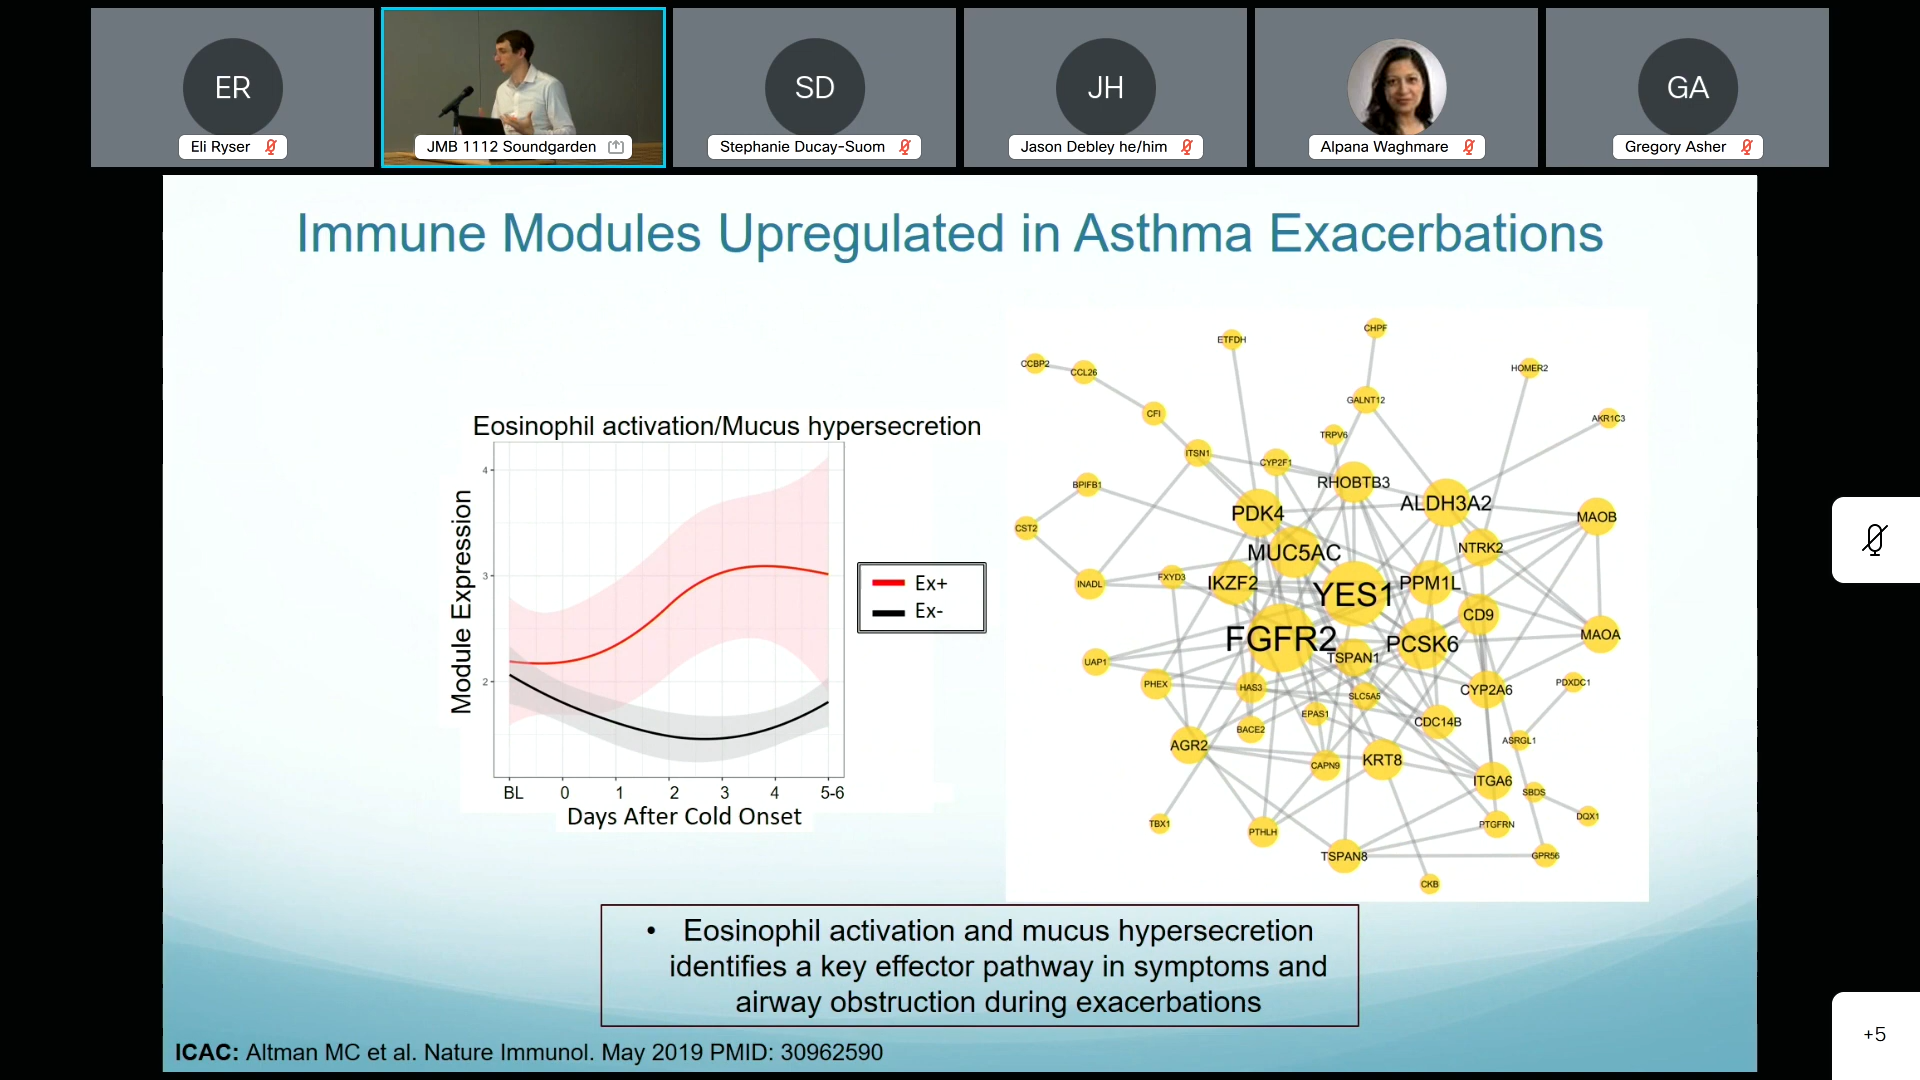 ER
SD
JH
GA
Eli Ryser
JMB 1112 Soundgarden
Stephanie Ducay-Suom
Jason Debley he/him
Alpana Waghmare
Gregory Asher
Immune Modules Upregulated in Asthma Exacerbations
Eosinophil activation/Mucus hypersecretion
4
3
2
Module Expression
BL 0 1 2 3 4 5-6
Days After Cold Onset
Ex+
Ex-
CHPF
ETFDH
CCBP2
CCL26
HOMER2
GALNT12
CFI
AKR1C3
TRPV6
ITSN1
CYP2F1
BPIFB1
RHOBTB3
ALDH3A2
PDK4
MAOB
CST2
MUC5AC
NTRK2
INADL
FXYD3
IKZF2
YES1
PPM1L
CD9
FGFR2
PCSK6
MAOA
TSPAN1
UAP1
PHEX
HAS3
SLC5A5
CYP2A6
PDXDC1
EPAS1
CDC14B
BACE2
AGR2
ASRGL1
CAPN9
KRT8
ITGA6
SBDS
TBX1
PTHLH
PTGFRN
DQX1
TSPAN8
GPR56
CKB
• Eosinophil activation and mucus hypersecretion
identifies a key effector pathway in symptoms and
airway obstruction during exacerbations
ICAC: Altman MC et al. Nature Immunol. May 2019 PMID: 30962590
+5